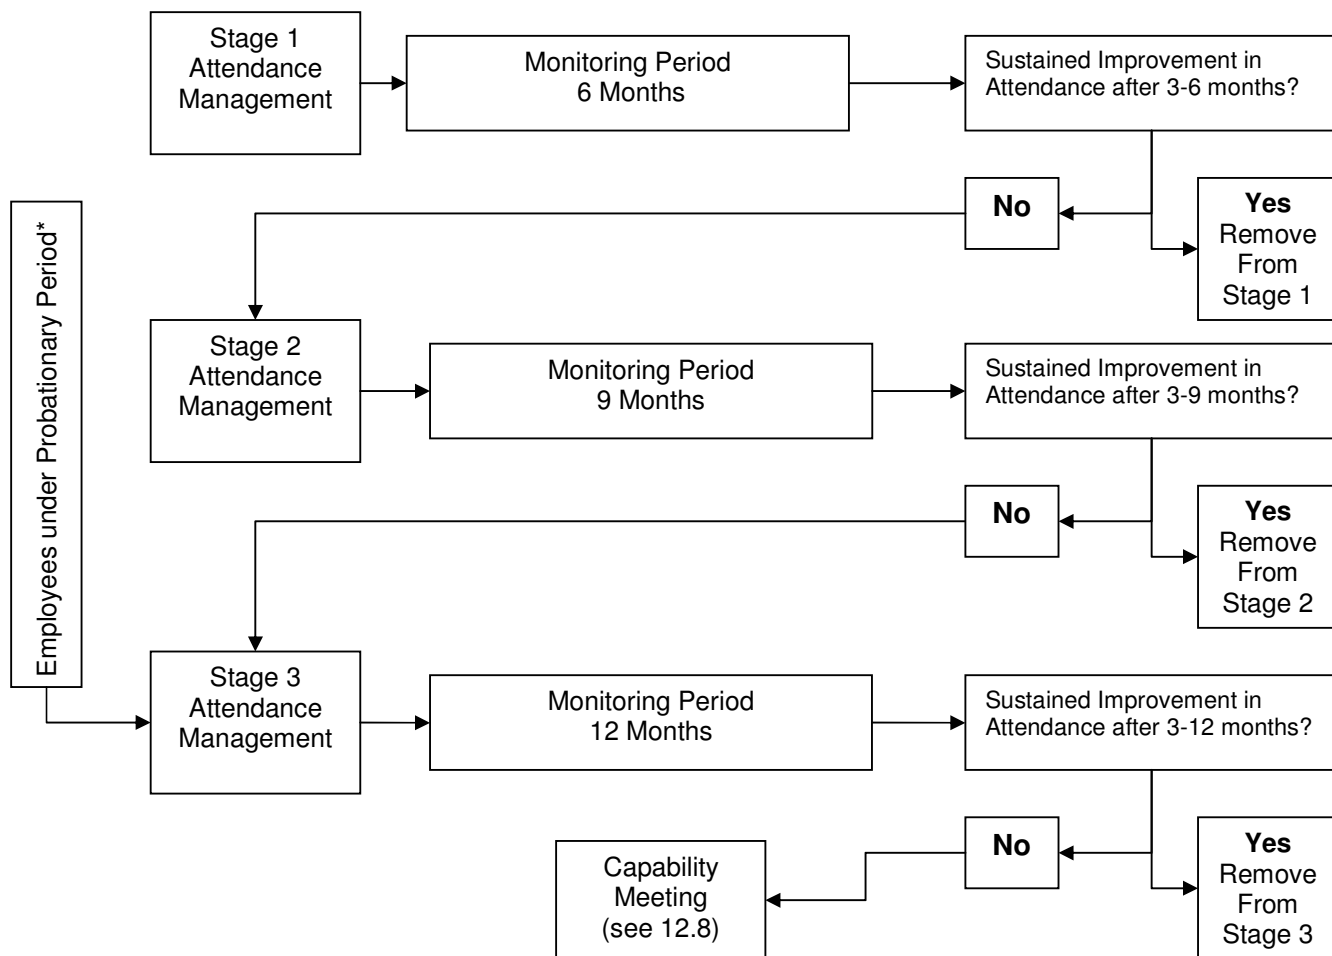 Stage 1
Attendance
Management
Monitoring Period
6 Months
Sustained Improvement in
Attendance after 3-6 months?
No
Yes
Remove
From
Stage 1
Employees under Probationary Period*
Stage 2
Attendance
Management
Monitoring Period
9 Months
Sustained Improvement in
Attendance after 3-9 months?
No
Yes
Remove
From
Stage 2
Stage 3
Attendance
Management
Monitoring Period
12 Months
Sustained Improvement in
Attendance after 3-12 months?
No
Yes
Remove
From
Stage 3
Capability
Meeting
(see 12.8)